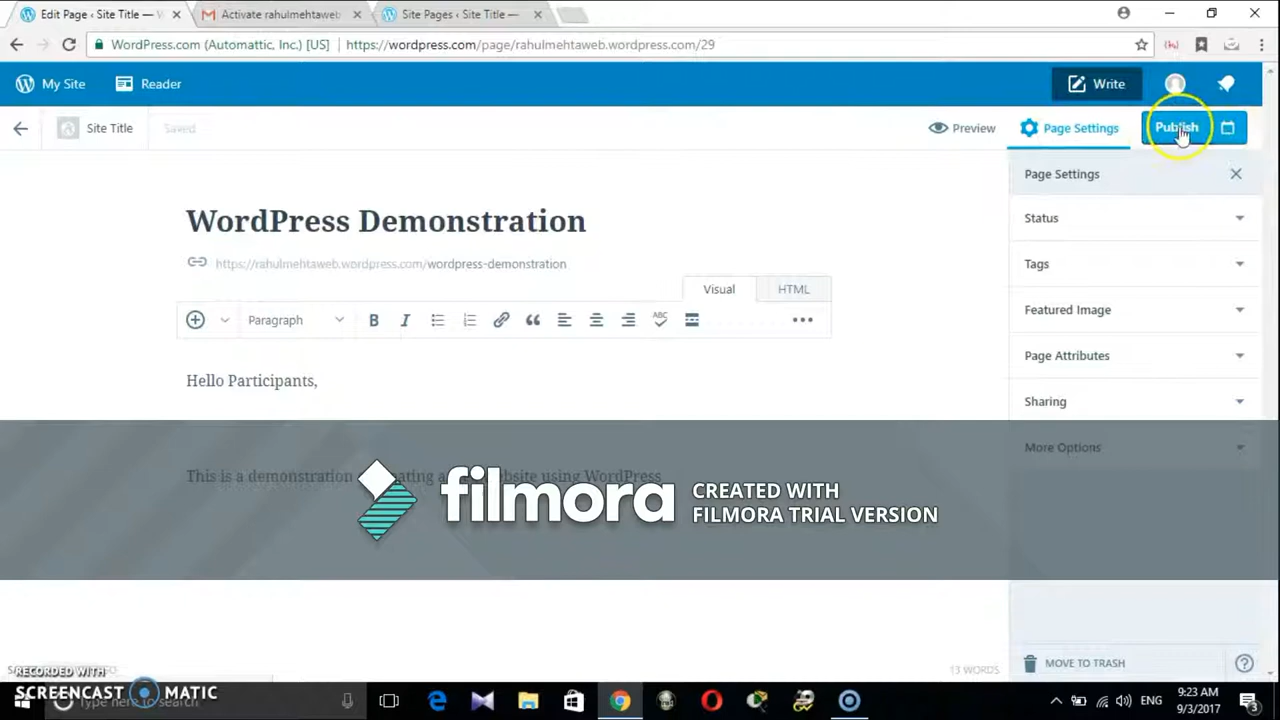 Edit Page ‹ Site Title — W
Activate rahulmehtaweb
Site Pages ‹ Site Title —
WordPress.com (Automattic, Inc.) [US]
https://wordpress.com/page/rahulmehtaweb.wordpress.com/29
My Site
Reader
Write
Site Title
Saved
Preview
Page Settings
Publish
Page Settings
WordPress Demonstration
Status
https://rahulmehtaweb.wordpress.com/wordpress-demonstration
Tags
Visual
HTML
Paragraph
B
I
ABC
Featured Image
Page Attributes
Hello Participants,
Sharing
More Options
This is a demonstration ating a ebsite using WordPress
filmora
CREATED WITH
FILMORA TRIAL VERSION
13 WORDS
MOVE TO TRASH
RECORDED WITH
SCREENCAST MATIC
Type here to search
ENG
9:23 AM
9/3/2017
3